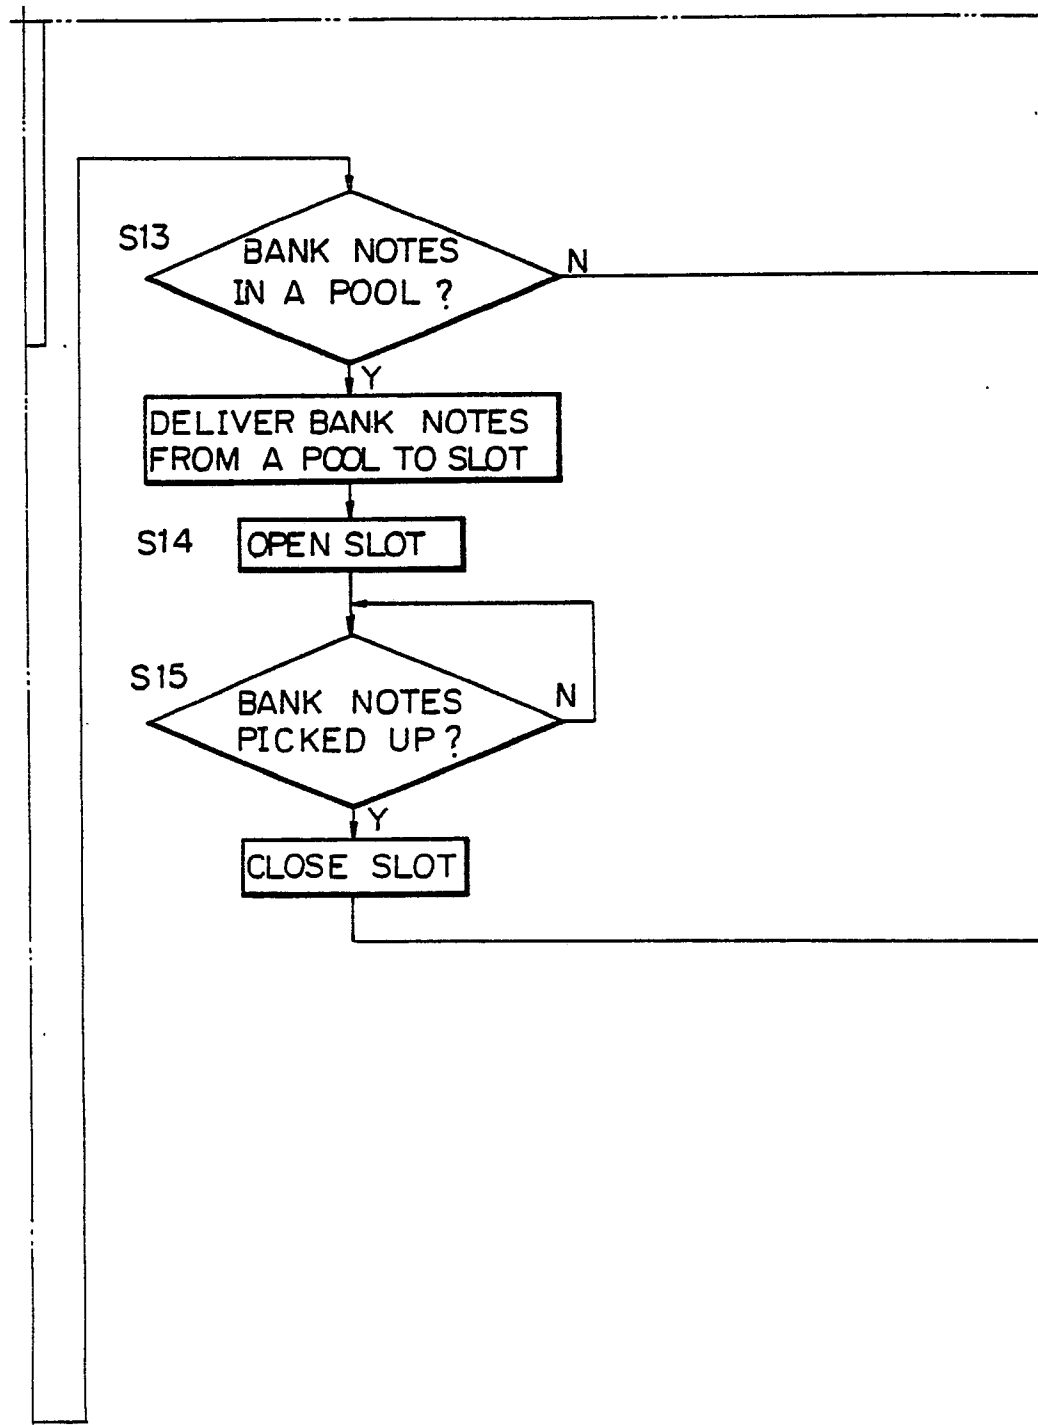 S13
BANK NOTES
IN A POOL ?
N
Y
DELIVER BANK NOTES
FROM A POOL TO SLOT
S14
OPEN SLOT
S15
BANK NOTES
PICKED UP ?
N
Y
CLOSE SLOT